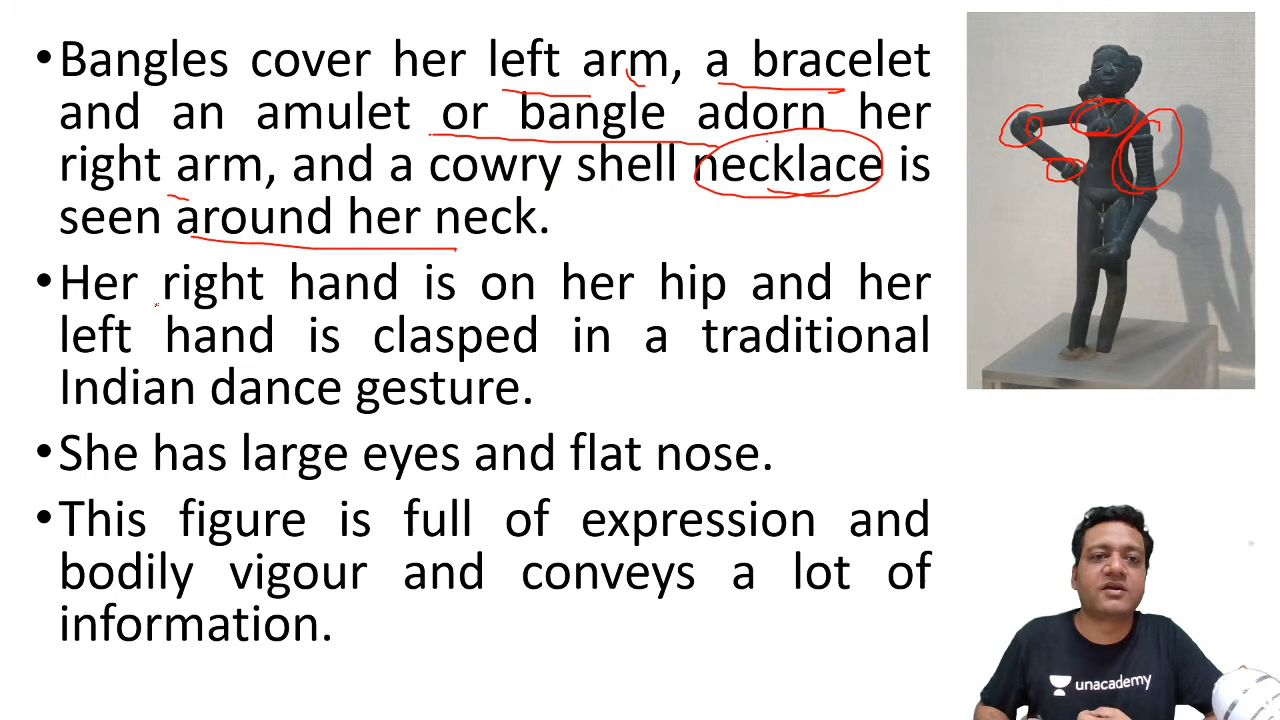 •Bangles cover her left arm, a bracelet
and an amulet or bangle adorn her
right arm, and a cowry shell necklace is
seen around her neck.
•Her right hand is on her hip and her
left hand is clasped in a traditional
Indian dance gesture.
•She has large eyes and flat nose.
•This figure is full of expression and
bodily vigour and conveys a lot of
information.
unacademy